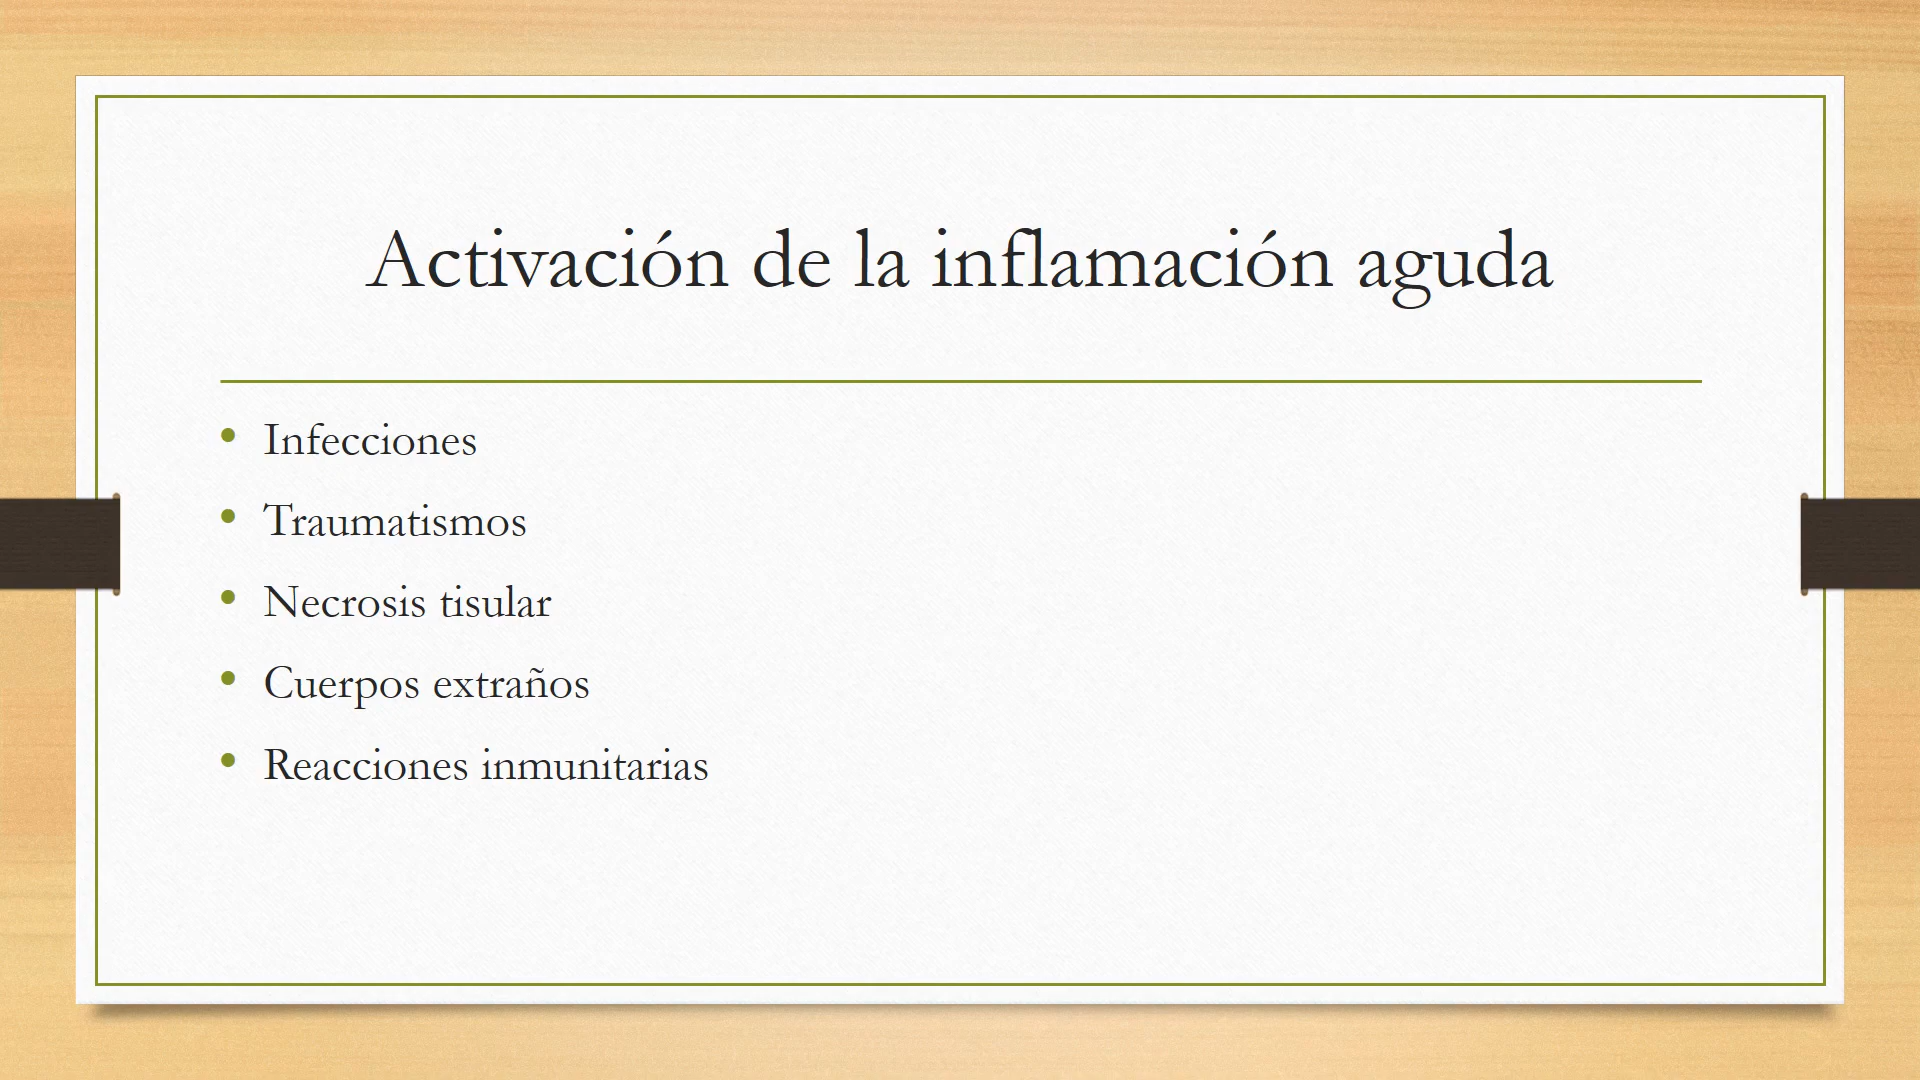 Activación de la inflamación aguda
• Infecciones
• Traumatismos
• Necrosis tisular
• Cuerpos extraños
• Reacciones inmunitarias